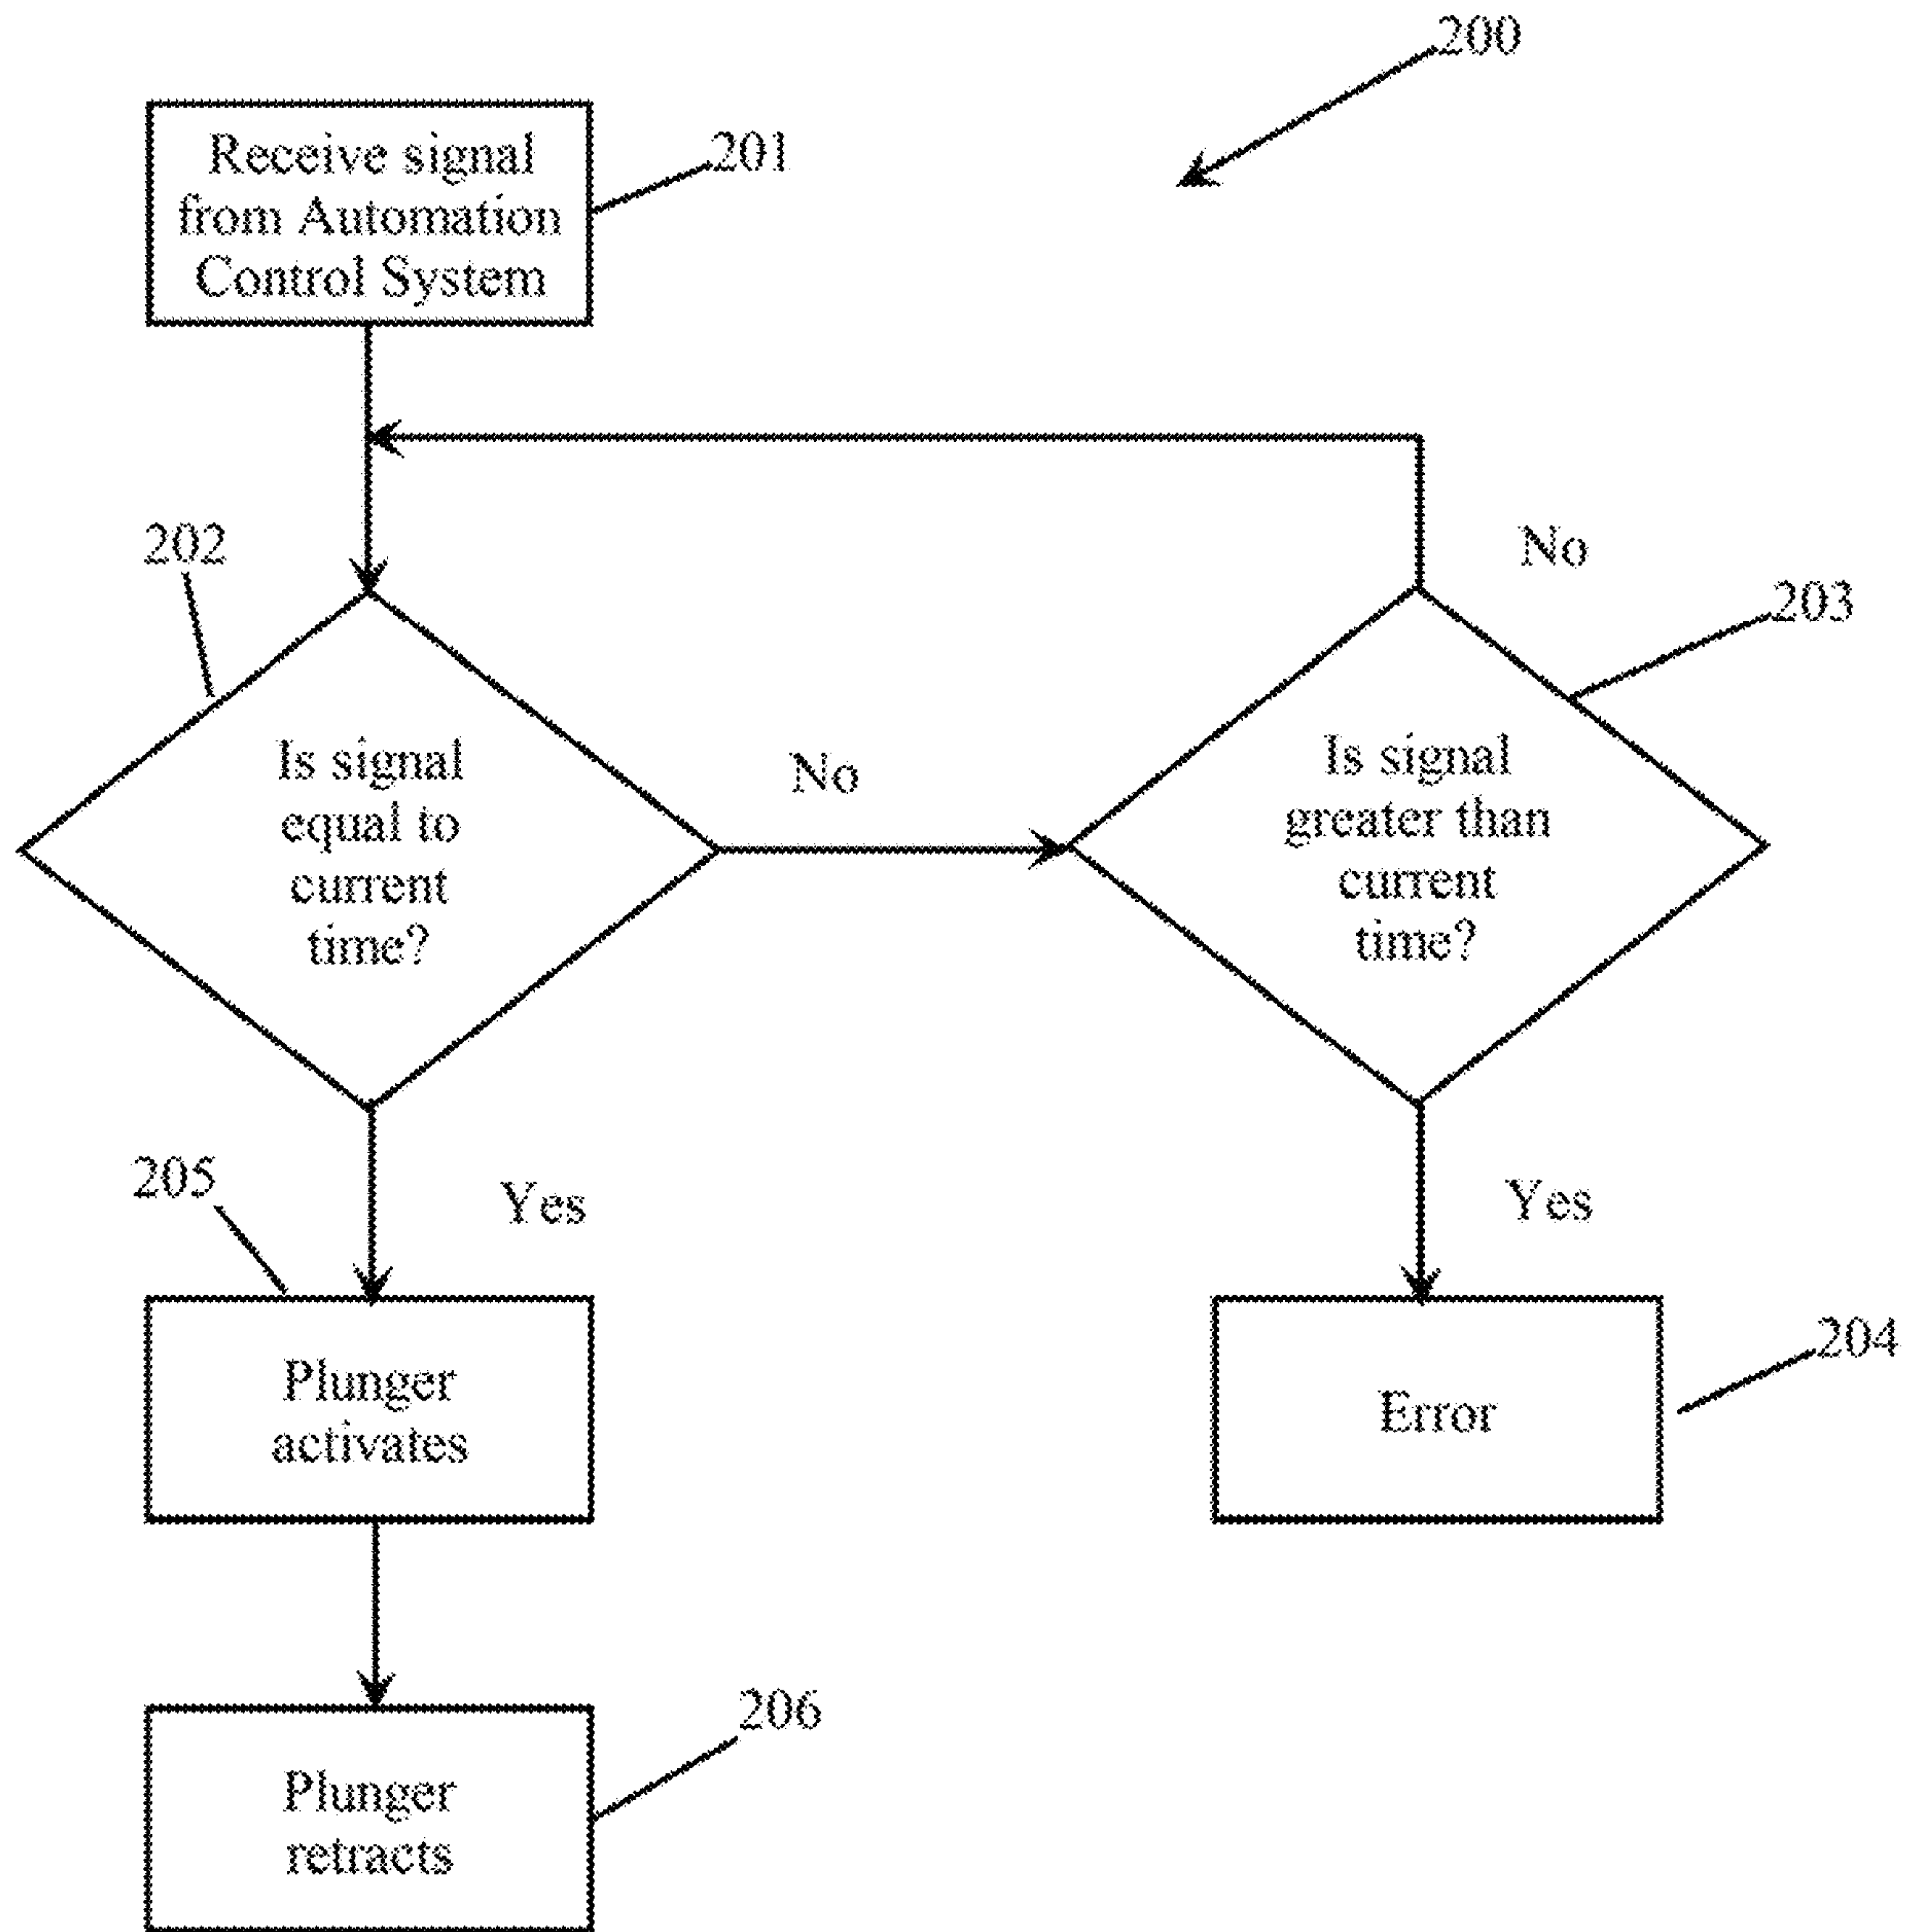 200
Receive signal
from Automation
Control System
201
202
No
203
Is signal
equal to
current
time?
No
Is signal
greater than
current
time?
205
Yes
Yes
Plunger
activates
Error
204
Plunger
retracts
206